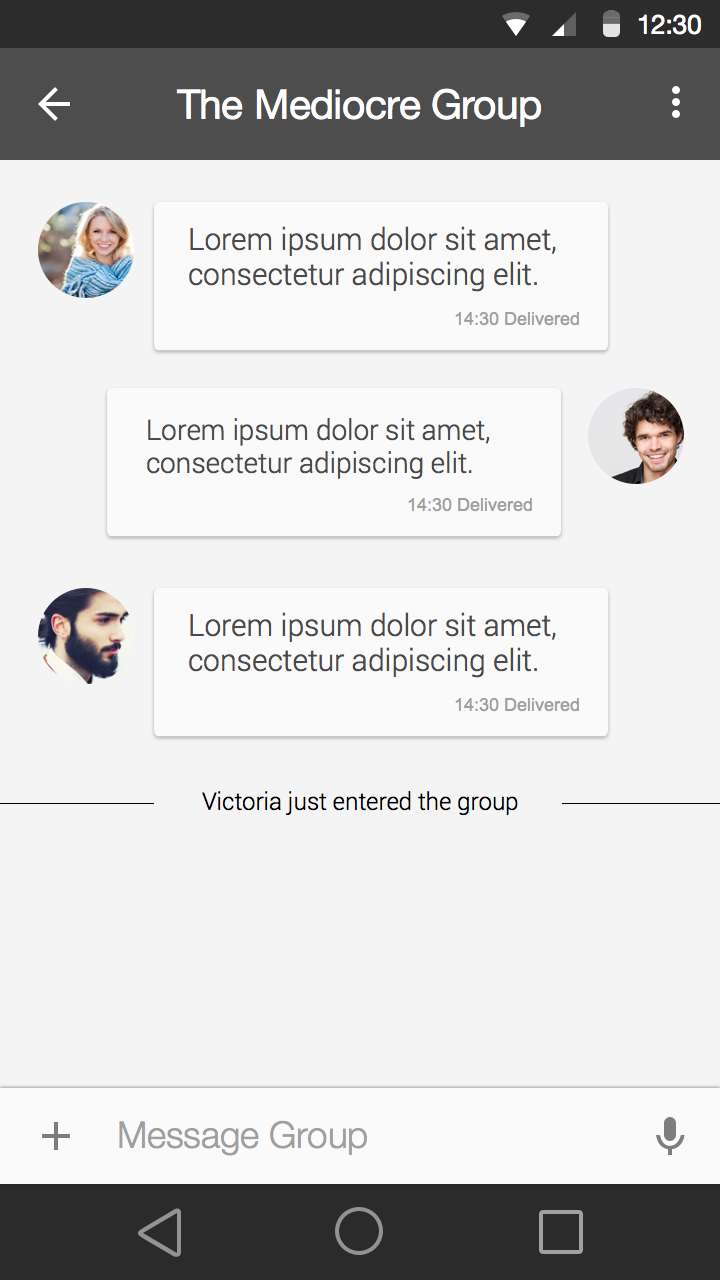 12:30
The Mediocre Group
Lorem ipsum dolor sit amet,
consectetur adipiscing elit.
14:30 Delivered
Lorem ipsum dolor sit amet,
consectetur adipiscing elit.
14:30 Delivered
Lorem ipsum dolor sit amet,
consectetur adipiscing elit.
14:30 Delivered
Victoria just entered the group
Message Group